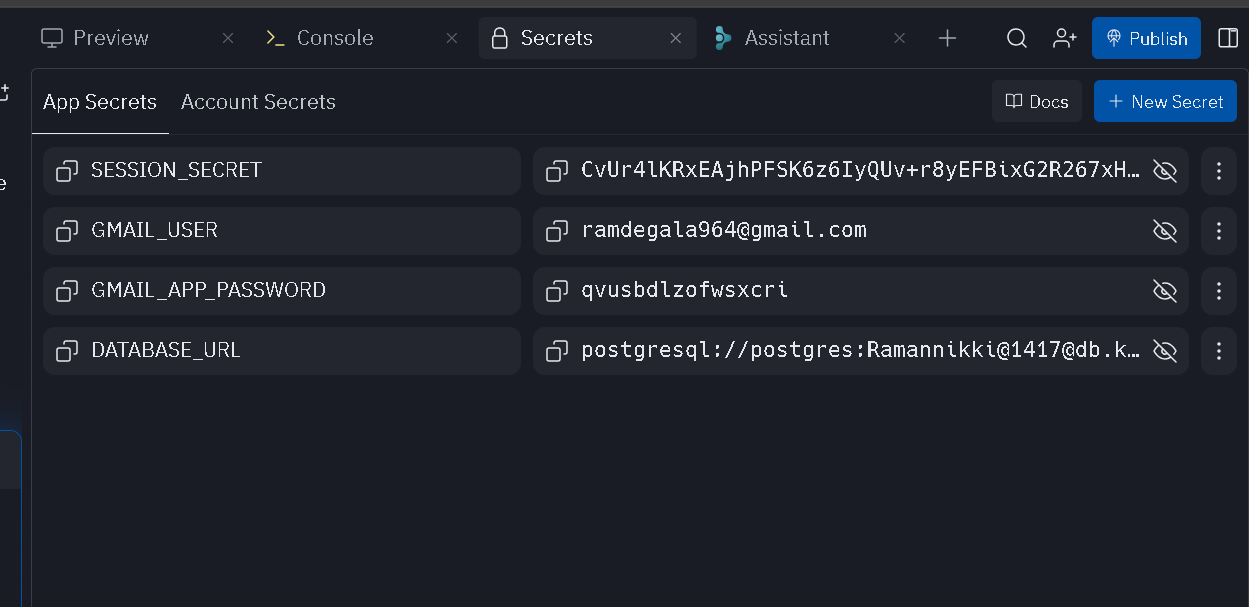 Preview
Console
Secrets
Assistant
Publish
App Secrets Account Secrets
Docs
New Secret
SESSION_SECRET CvUr4lKRxEAjhPFSK6z6IyQUv+r8yEFBixG2R267xH…
GMAIL_USER ramdegala964@gmail.com
GMAIL_APP_PASSWORD qvusbdlzofwsxcri
DATABASE_URL postgresql://postgres:Ramannikki@1417@db.k…